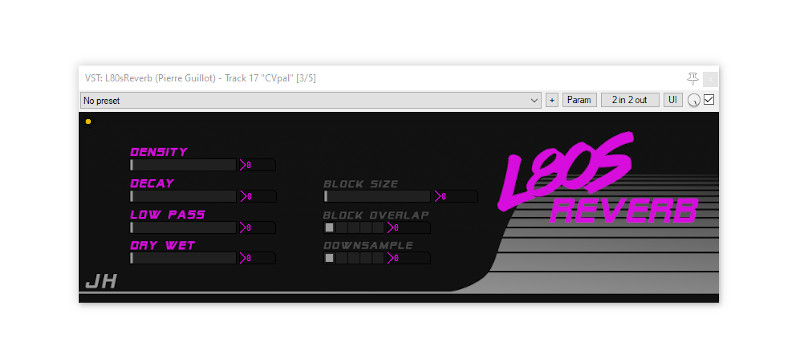 VST: L80sReverb (Pierre Guillot) - Track 17 "CVpal" [3/5]
No preset + Param 2 in 2 out UI
DENSITY
0
DECAY
0
LOW PASS
0
DRY WET
0
BLOCK SIZE
0
BLOCK OVERLAP
0
DOWNSAMPLE
0
L80S
REVERB
JH